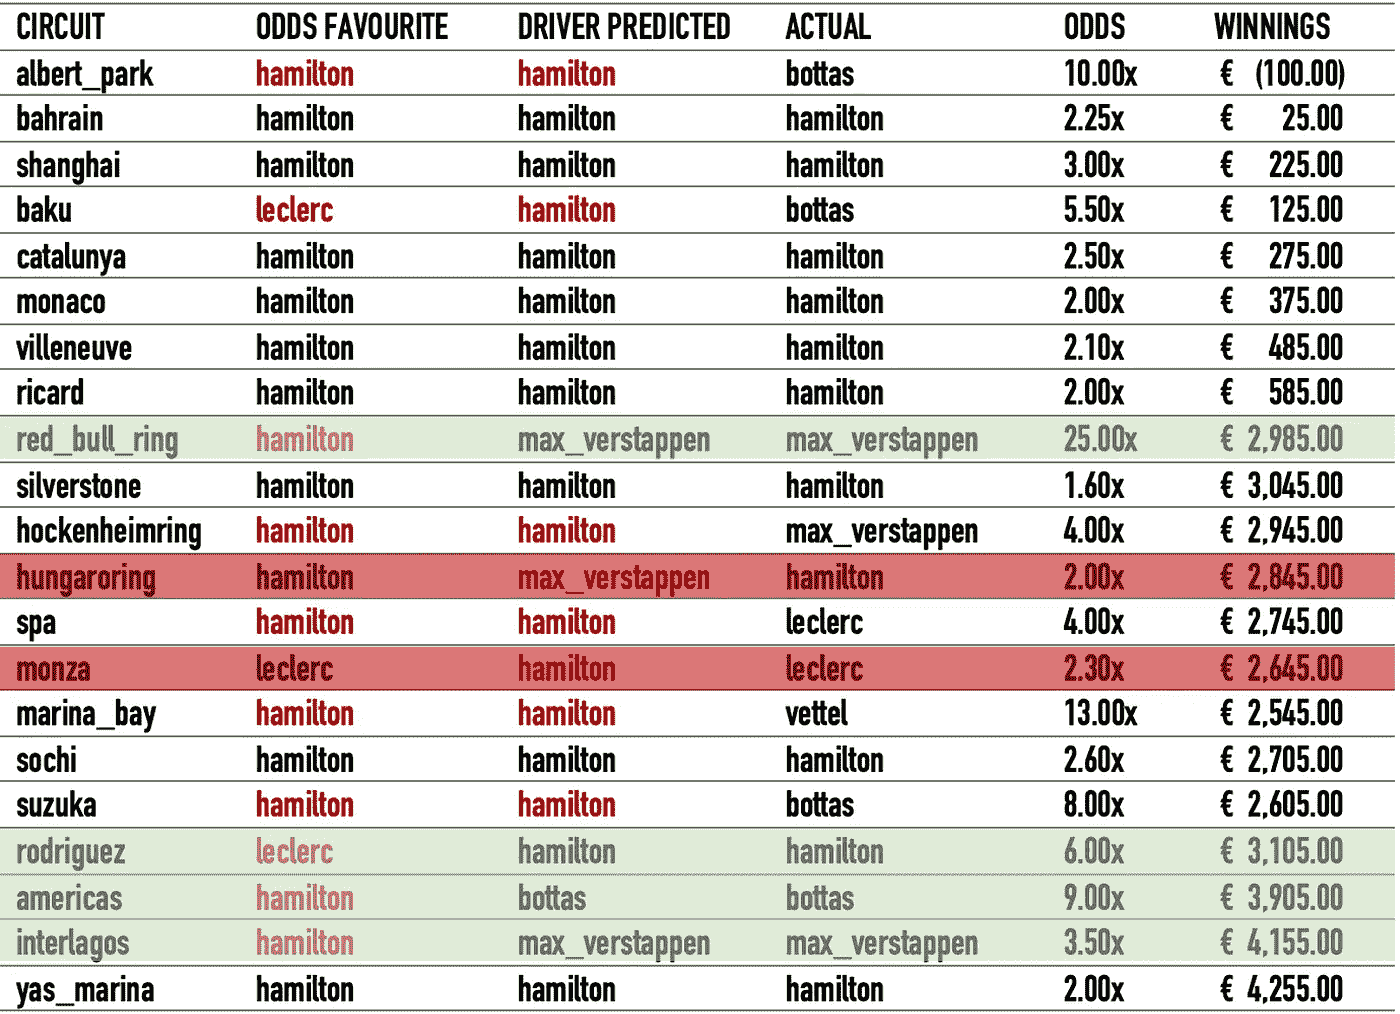 CIRCUIT ODDS FAVOURITE DRIVER PREDICTED ACTUAL ODDS WINNINGS
albert_park hamilton hamilton bottas 10.00x € (100.00)
bahrain hamilton hamilton hamilton 2.25x € 25.00
shanghai hamilton hamilton hamilton 3.00x € 225.00
baku leclerc hamilton bottas 5.50x € 125.00
catalunya hamilton hamilton hamilton 2.50x € 275.00
monaco hamilton hamilton hamilton 2.00x € 375.00
villeneuve hamilton hamilton hamilton 2.10x € 485.00
ricard hamilton hamilton hamilton 2.00x € 585.00
red_bull_ring hamilton max_verstappen max_verstappen 25.00x € 2,985.00
silverstone hamilton hamilton hamilton 1.60x € 3,045.00
hockenheimring hamilton hamilton max_verstappen 4.00x € 2,945.00
hungaroring hamilton max_verstappen hamilton 2.00x € 2,845.00
spa hamilton hamilton leclerc 4.00x € 2,745.00
monza leclerc hamilton leclerc 2.30x € 2,645.00
marina_bay hamilton hamilton vettel 13.00x € 2,545.00
sochi hamilton hamilton hamilton 2.60x € 2,705.00
suzuka hamilton hamilton bottas 8.00x € 2,605.00
rodriguez leclerc hamilton hamilton 6.00x € 3,105.00
americas hamilton bottas bottas 9.00x € 3,905.00
interlagos hamilton max_verstappen max_verstappen 3.50x € 4,155.00
yas_marina hamilton hamilton hamilton 2.00x € 4,255.00